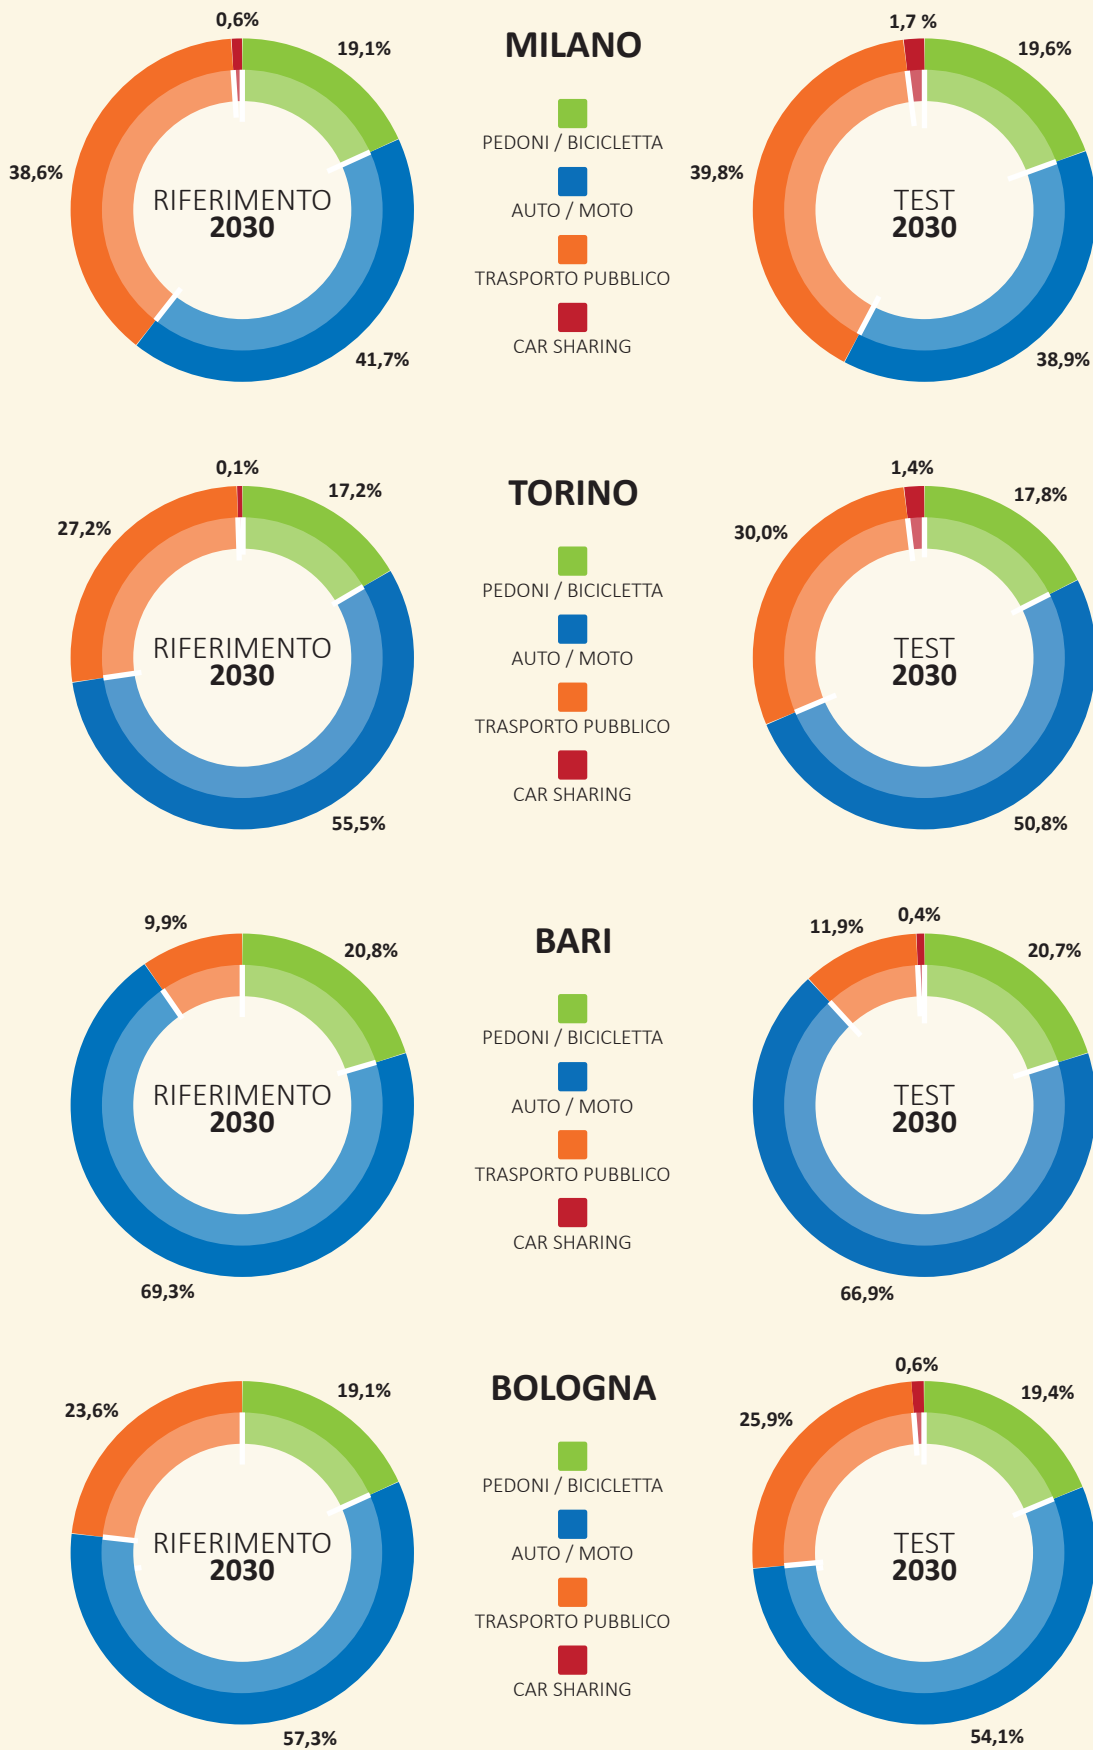 0,6%
19,1%
38,6%
41,7%
RIFERIMENTO
2030
MILANO
PEDONI / BICICLETTA
AUTO / MOTO
TRASPORTO PUBBLICO
CAR SHARING
1,7 %
19,6%
39,8%
38,9%
TEST
2030
0,1%
17,2%
27,2%
55,5%
RIFERIMENTO
2030
TORINO
PEDONI / BICICLETTA
AUTO / MOTO
TRASPORTO PUBBLICO
CAR SHARING
1,4%
17,8%
30,0%
50,8%
TEST
2030
9,9%
20,8%
69,3%
RIFERIMENTO
2030
BARI
PEDONI / BICICLETTA
AUTO / MOTO
TRASPORTO PUBBLICO
CAR SHARING
11,9%
0,4%
20,7%
66,9%
TEST
2030
23,6%
19,1%
57,3%
RIFERIMENTO
2030
BOLOGNA
PEDONI / BICICLETTA
AUTO / MOTO
TRASPORTO PUBBLICO
CAR SHARING
0,6%
19,4%
25,9%
54,1%
TEST
2030